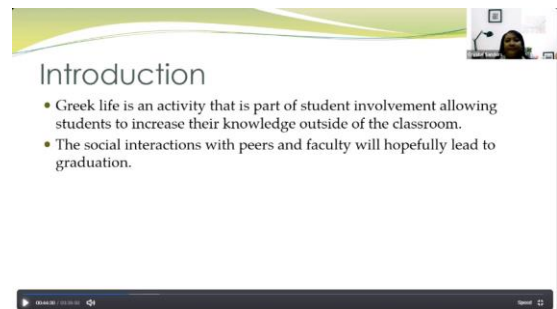 Introduction
Greek life is an activity that is part of student involvement allowing
students to increase their knowledge outside of the classroom.
The social interactions with peers and faculty will hopefully lead to
graduation.
Speed